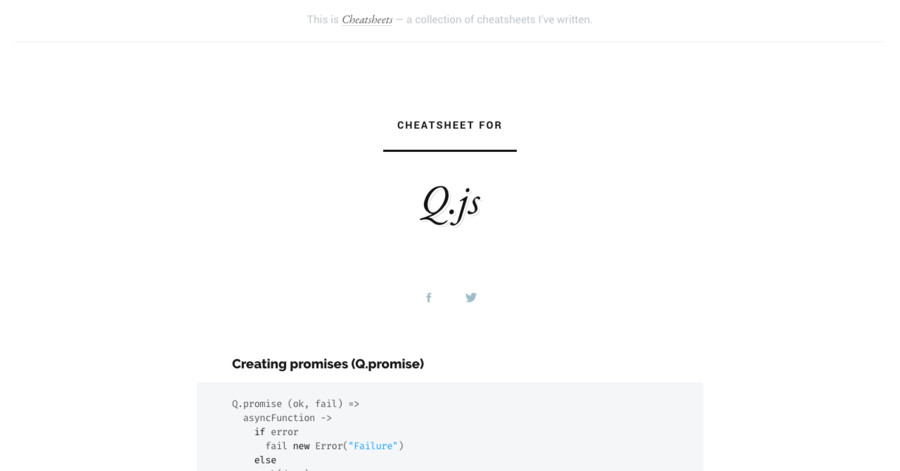 This is Cheatsheets — a collection of cheatsheets I've written.
CHEATSHEET FOR
Q.js
Creating promises (Q.promise)
Q.promise (ok, fail) =>
  asyncFunction ->
    if error
      fail new Error("Failure")
    else